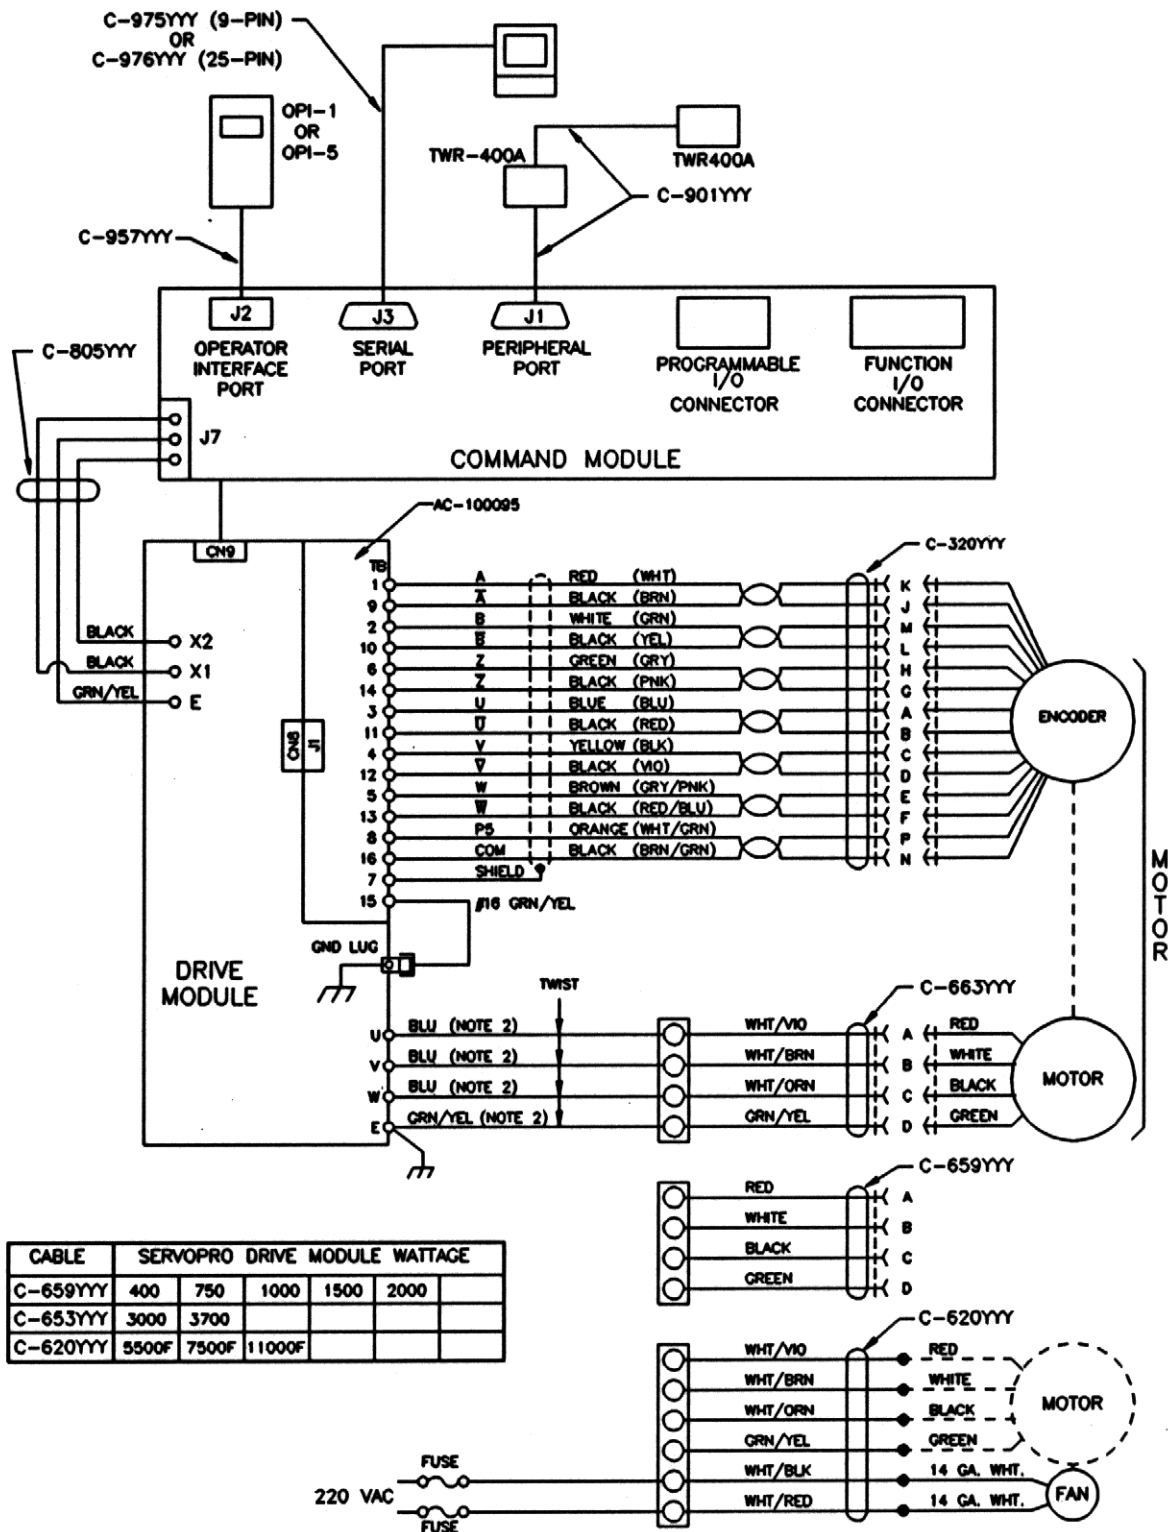 C-975YYY (9-PIN)
OR
C-976YYY (25-PIN)
OPI-1
OR
OPI-5
TWR-400A
TWR400A
C-901YYY
C-957YYY
J2
OPERATOR
INTERFACE
PORT
J3
SERIAL
PORT
J1
PERIPHERAL
PORT
PROGRAMMABLE
I/O
CONNECTOR
FUNCTION
I/O
CONNECTOR
C-805YYY
J7
COMMAND MODULE
AC-100095
CN9
TB
C-320YYY
1 A RED (WHT) K
9 A̅ BLACK (BRN) J
2 B WHITE (GRN) M
10 B̅ BLACK (YEL) L
6 Z GREEN (GRY) H
14 Z̅ BLACK (PNK) G
3 U BLUE (BLU) A
11 U̅ BLACK (RED) B
4 V YELLOW (BLK) C
12 V̅ BLACK (VIO) D
5 W BROWN (GRY/PNK) E
13 W̅ BLACK (RED/BLU) F
8 P5 ORANGE (WHT/GRN) P
16 COM BLACK (BRN/GRN) N
7 SHIELD
15 #16 GRN/YEL
BLACK X2
BLACK X1
GRN/YEL E
CN8 J1
ENCODER
MOTOR
GND LUG
DRIVE
MODULE
TWIST
C-663YYY
U BLU (NOTE 2) WHT/VIO A RED
V BLU (NOTE 2) WHT/BRN B WHITE
W BLU (NOTE 2) WHT/ORN C BLACK
E GRN/YEL (NOTE 2) GRN/YEL D GREEN
MOTOR
C-659YYY
RED A
WHITE B
BLACK C
GREEN D
CABLE SERVOPRO DRIVE MODULE WATTAGE
C-659YYY 400 750 1000 1500 2000
C-653YYY 3000 3700
C-620YYY 5500F 7500F 11000F
C-620YYY
WHT/VIO RED
WHT/BRN WHITE
WHT/ORN BLACK
GRN/YEL GREEN
MOTOR
FUSE
WHT/BLK 14 GA. WHT.
220 VAC
WHT/RED 14 GA. WHT.
FUSE
FAN